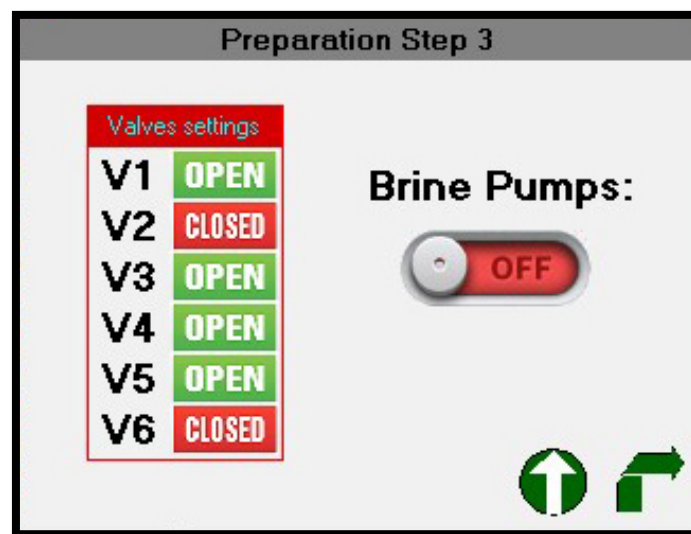 Preparation Step 3
Valves settings
V1 OPEN
V2 CLOSED
V3 OPEN
V4 OPEN
V5 OPEN
V6 CLOSED
Brine Pumps:
OFF